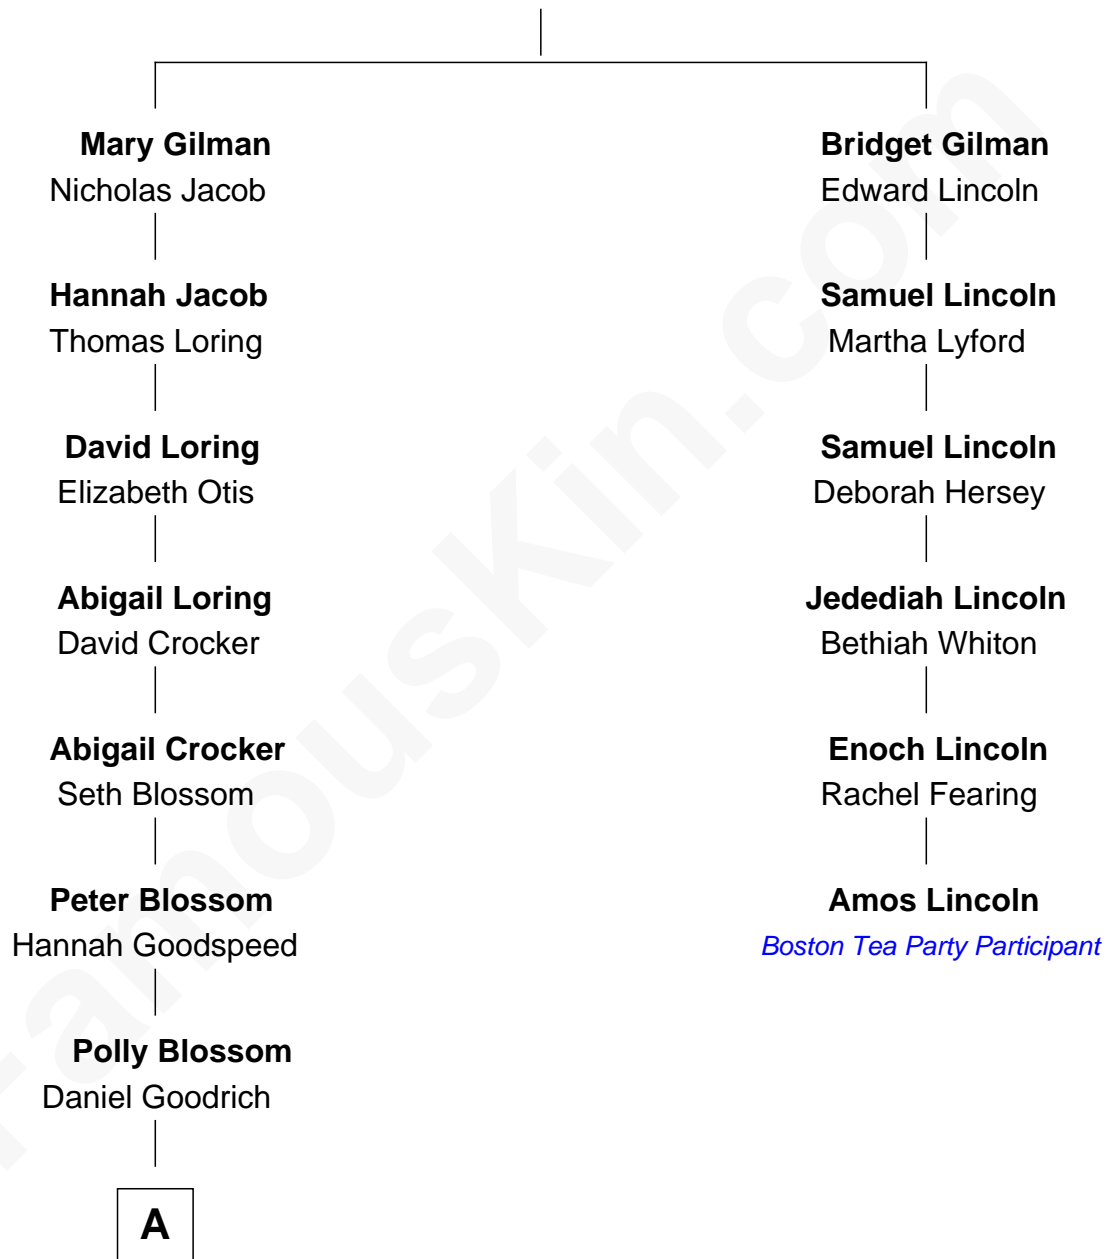 Mary Gilman
Nicholas Jacob
Hannah Jacob
Thomas Loring
David Loring
Elizabeth Otis
Abigail Loring
David Crocker
Abigail Crocker
Seth Blossom
Peter Blossom
Hannah Goodspeed
Polly Blossom
Daniel Goodrich
A
Bridget Gilman
Edward Lincoln
Samuel Lincoln
Martha Lyford
Samuel Lincoln
Deborah Hersey
Jedediah Lincoln
Bethiah Whiton
Enoch Lincoln
Rachel Fearing
Amos Lincoln
Boston Tea Party Participant
FamousKin.com